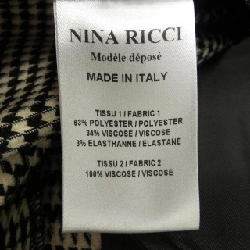 NINA RICCI
Modèle déposé
MADE IN ITALY
TISSU 1 / FABRIC 1
63% POLYESTER / POLYESTER
34% VISCOSE / VISCOSE
3% ELASTHANNE / ELASTANE
TISSU 2 / FABRIC 2
100% VISCOSE / VISCOSE